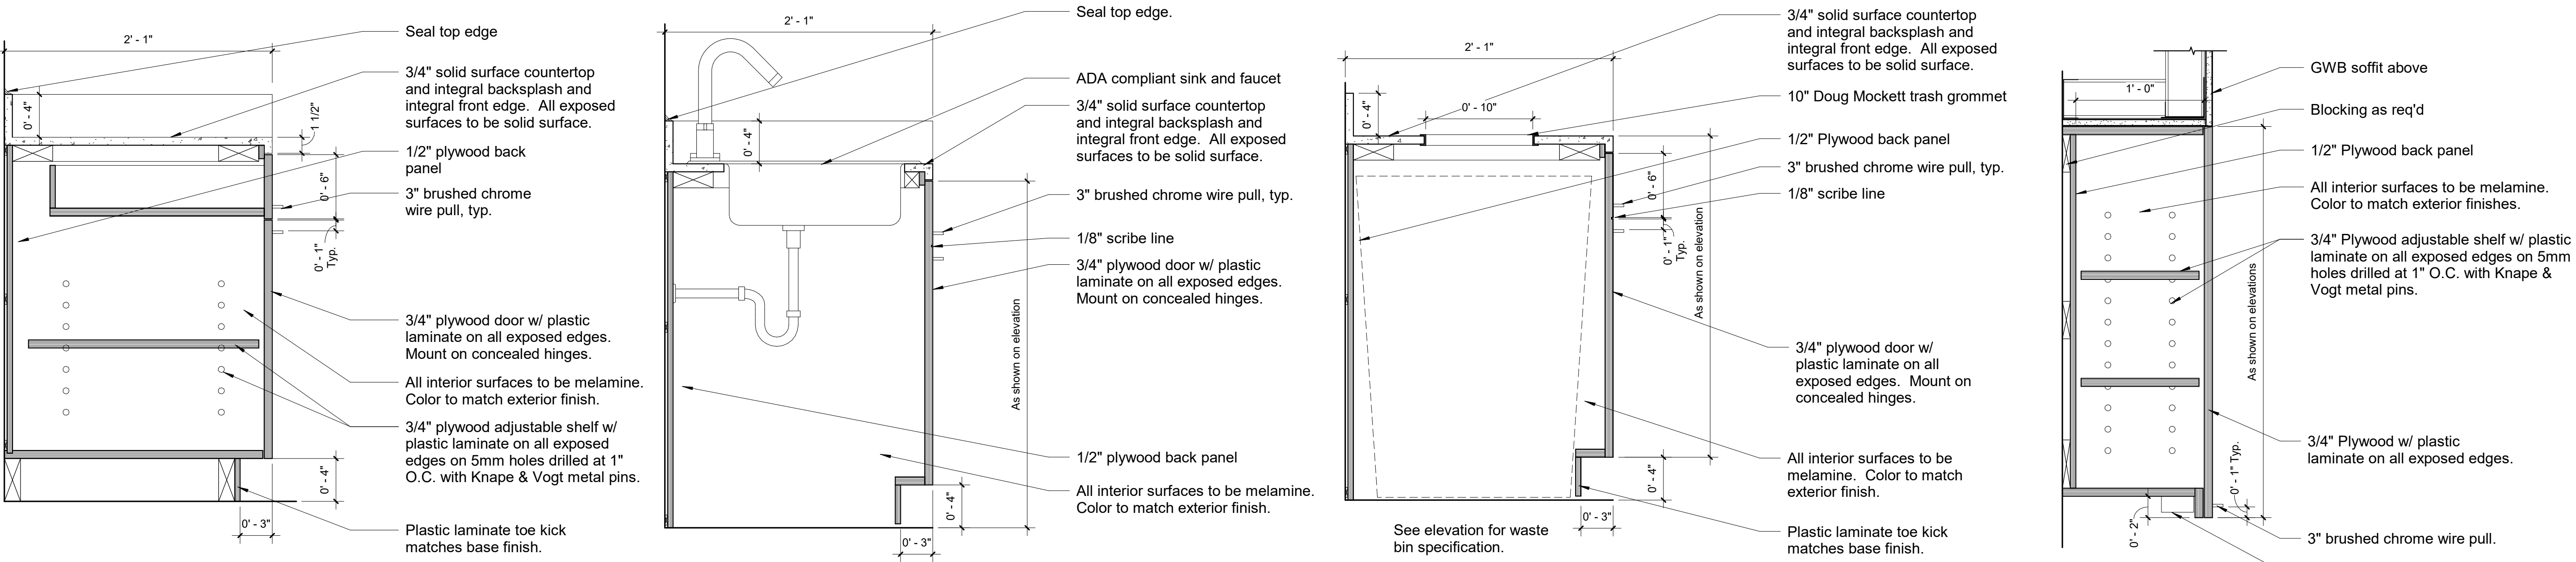 2' - 1"
Seal top edge
3/4" solid surface countertop
and integral backsplash and
integral front edge.  All exposed
surfaces to be solid surface.
0' - 4"
1 1/2"
1/2" plywood back
panel
0' - 6"
3" brushed chrome
wire pull, typ.
0' - 1"
Typ.
3/4" plywood door w/ plastic
laminate on all exposed edges.
Mount on concealed hinges.
All interior surfaces to be melamine.
Color to match exterior finish.
3/4" plywood adjustable shelf w/
plastic laminate on all exposed
edges on 5mm holes drilled at 1"
O.C. with Knape & Vogt metal pins.
0' - 4"
0' - 3"
Plastic laminate toe kick
matches base finish.
2' - 1"
Seal top edge.
ADA compliant sink and faucet
3/4" solid surface countertop
and integral backsplash and
integral front edge.  All exposed
surfaces to be solid surface.
0' - 4"
3" brushed chrome wire pull, typ.
1/8" scribe line
3/4" plywood door w/ plastic
laminate on all exposed edges.
Mount on concealed hinges.
As shown on elevation
1/2" plywood back panel
All interior surfaces to be melamine.
Color to match exterior finish.
0' - 4"
0' - 3"
2' - 1"
3/4" solid surface countertop
and integral backsplash and
integral front edge.  All exposed
surfaces to be solid surface.
0' - 4"
0' - 10"
10" Doug Mockett trash grommet
1/2" Plywood back panel
3" brushed chrome wire pull, typ.
0' - 6"
1/8" scribe line
0' - 1"
Typ.
As shown on elevation
3/4" plywood door w/
plastic laminate on all
exposed edges.  Mount on
concealed hinges.
All interior surfaces to be
melamine.  Color to match
exterior finish.
0' - 4"
0' - 3"
See elevation for waste
bin specification.
Plastic laminate toe kick
matches base finish.
1' - 0"
GWB soffit above
Blocking as req'd
1/2" Plywood back panel
All interior surfaces to be melamine.
Color to match exterior finishes.
3/4" Plywood adjustable shelf w/ plastic
laminate on all exposed edges on 5mm
holes drilled at 1" O.C. with Knape &
Vogt metal pins.
As shown on elevations
3/4" Plywood w/ plastic
laminate on all exposed edges.
0' - 1" Typ.
0' - 2"
3" brushed chrome wire pull.